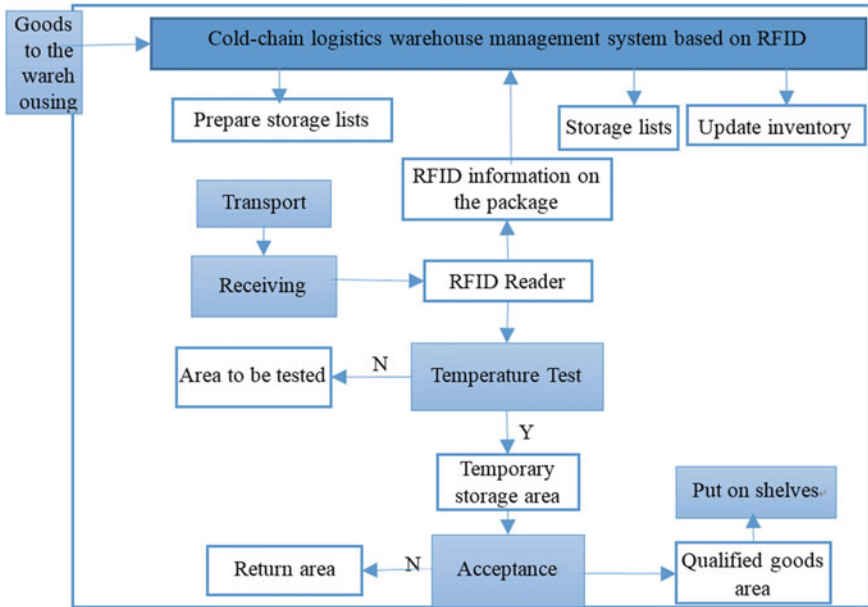 Goods
to the
wareh
ousing
Cold-chain logistics warehouse management system based on RFID
Prepare storage lists
Storage lists
Update inventory
RFID information on
the package
Transport
Receiving
RFID Reader
Area to be tested
N
Temperature Test
Y
Temporary
storage area
Put on shelves
Return area
N
Acceptance
Qualified goods
area